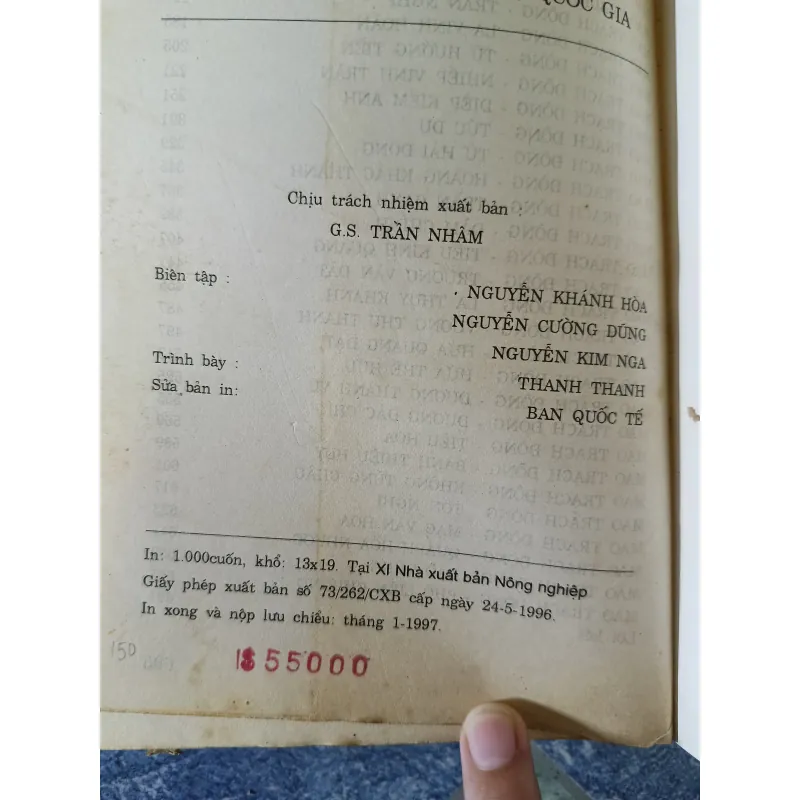 QUỐC GIA
Chịu trách nhiệm xuất bản :
G.S. TRẦN NHÂM
Biên tập : NGUYỄN KHÁNH HÒA
NGUYỄN CƯỜNG DŨNG
NGUYỄN KIM NGA
Trình bày : THANH THANH
Sửa bản in: BAN QUỐC TẾ
In: 1.000cuốn, khổ: 13x19. Tại XI Nhà xuất bản Nông nghiệp
Giấy phép xuất bản số 73/262/CXB cấp ngày 24-5-1996.
In xong và nộp lưu chiểu: tháng 1-1997.
150
55000